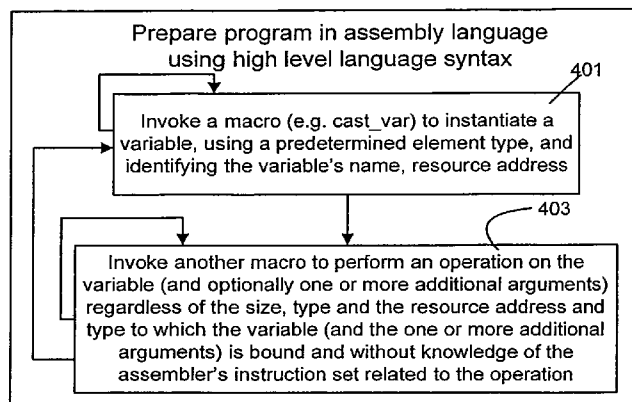 Prepare program in assembly language
using high level language syntax
401
Invoke a macro (e.g. cast_var) to instantiate a
variable, using a predetermined element type, and
identifying the variable's name, resource address
403
Invoke another macro to perform an operation on the
variable (and optionally one or more additional arguments)
regardless of the size, type and the resource address and
type to which the variable (and the one or more additional
arguments) is bound and without knowledge of the
assembler's instruction set related to the operation